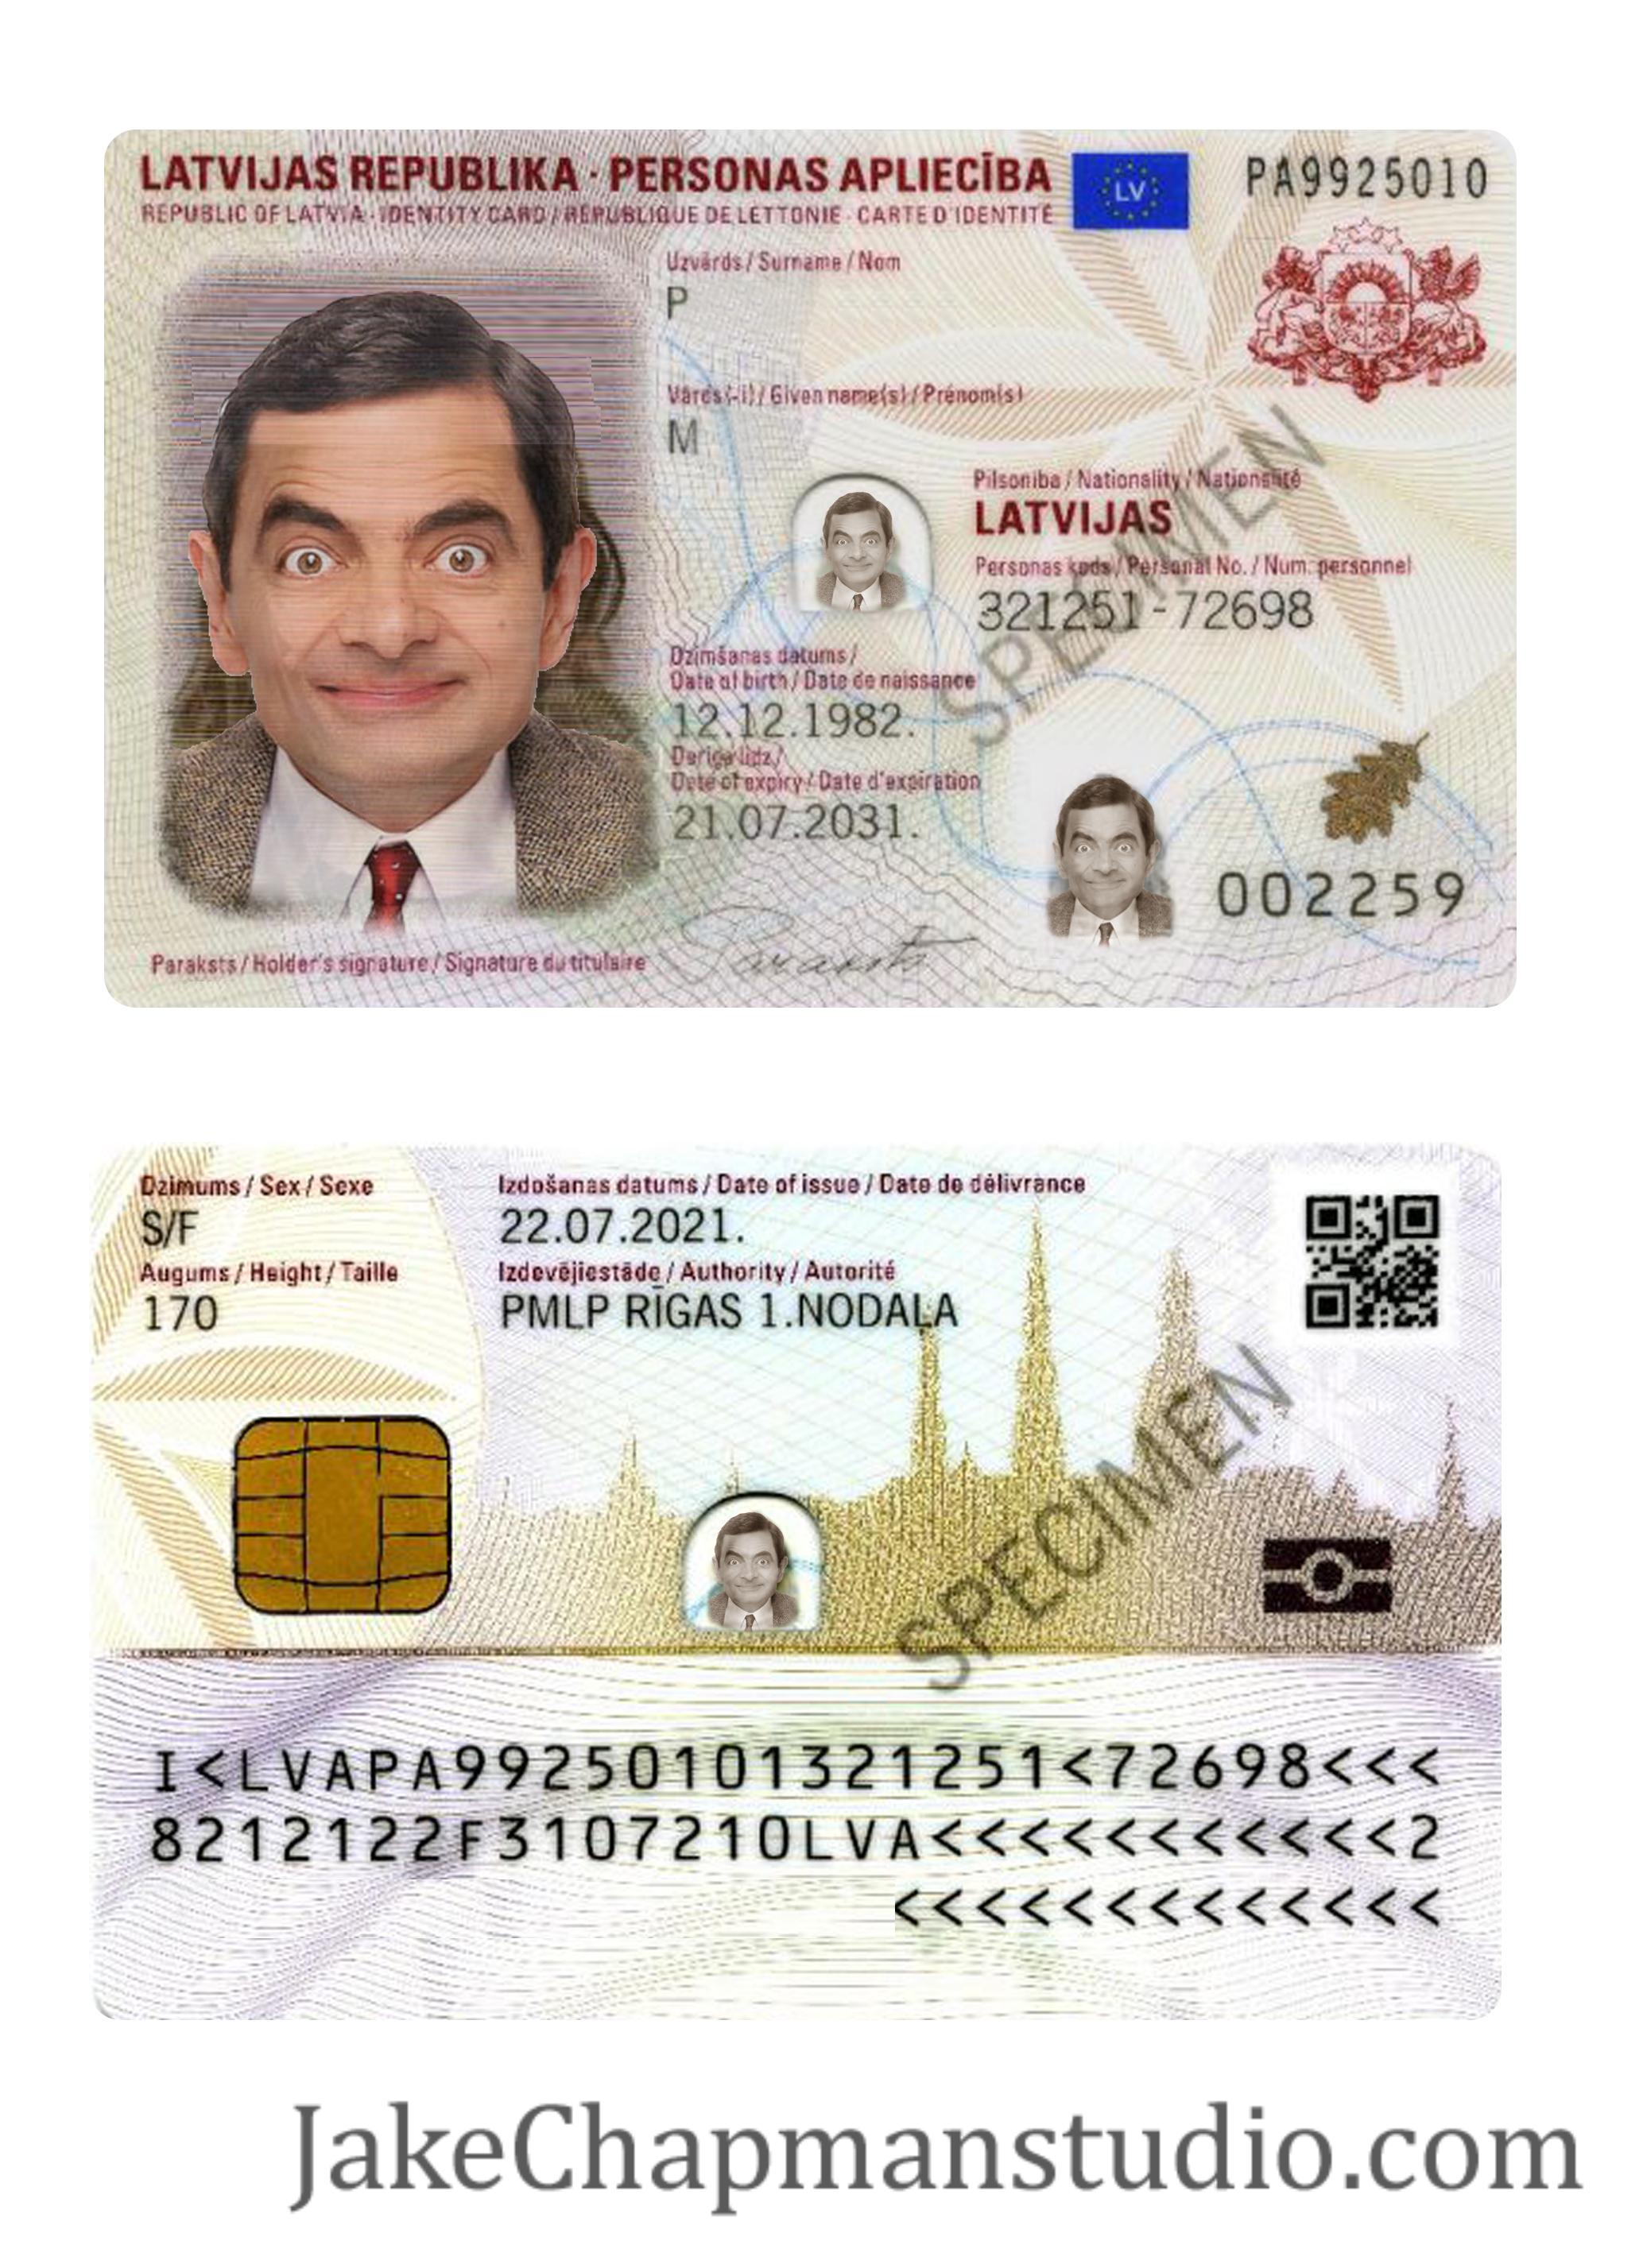 LATVIJAS REPUBLIKA · PERSONAS APLIECĪBA
REPUBLIC OF LATVIA · IDENTITY CARD / RÉPUBLIQUE DE LETTONIE · CARTE D'IDENTITÉ
LV
PA9925010
Uzvārds / Surname / Nom
P
Vārds(-i) / Given name(s) / Prénom(s)
M
Pilsonība / Nationality / Nationalité
LATVIJAS
Personas kods / Personal No. / Num. personnel
321251-72698
SPECIMEN
Dzimšanas datums /
Date of birth / Date de naissance
12.12.1982.
Derīga līdz /
Date of expiry / Date d'expiration
21.07.2031.
002259
Paraksts / Holder's signature / Signature du titulaire
Paraksts
Dzimums / Sex / Sexe
S/F
Augums / Height / Taille
170
Izdošanas datums / Date of issue / Date de délivrance
22.07.2021.
Izdevējiestāde / Authority / Autorité
PMLP RĪGAS 1.NODAĻA
SPECIMEN
I<LVAPA99250101321251<72698<<<
8212122F3107210LVA<<<<<<<<<<<2
<<<<<<<<<<<<<
JakeChapmanstudio.com